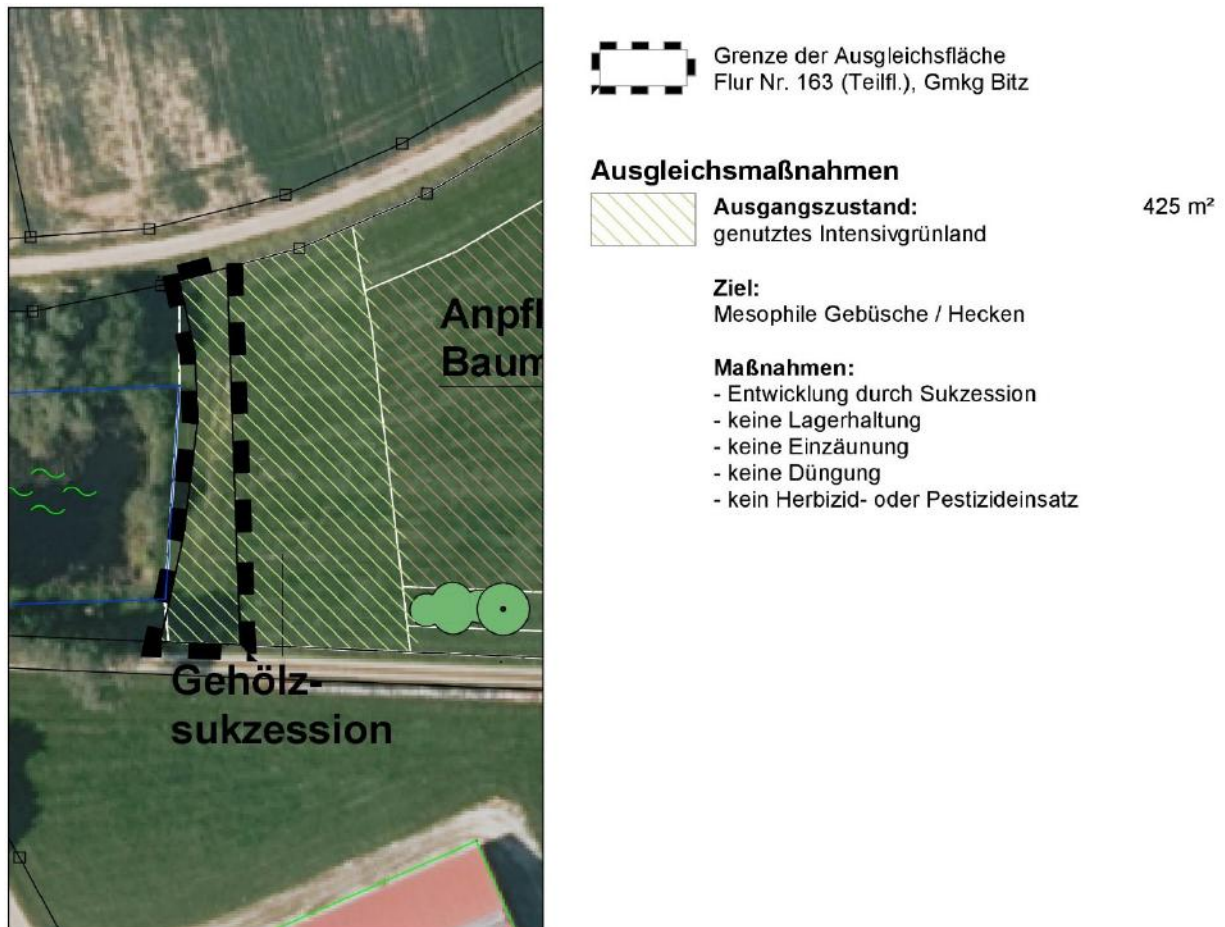 Anpfl
Baum
Gehölz-
sukzession
Grenze der Ausgleichsfläche
Flur Nr. 163 (Teilfl.), Gmkg Bitz
Ausgleichsmaßnahmen
Ausgangszustand: 425 m²
genutztes Intensivgrünland
Ziel:
Mesophile Gebüsche / Hecken
Maßnahmen:
- Entwicklung durch Sukzession
- keine Lagerhaltung
- keine Einzäunung
- keine Düngung
- kein Herbizid- oder Pestizideinsatz